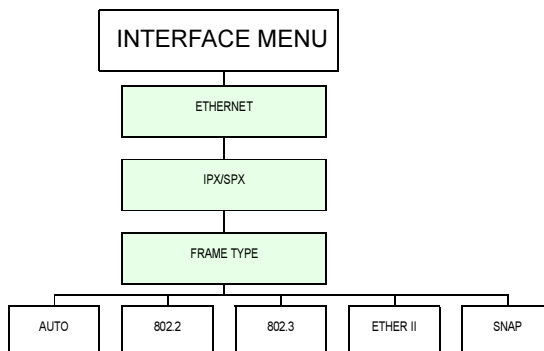 INTERFACE MENU
ETHERNET
IPX/SPX
FRAME TYPE
AUTO
802.2
802.3
ETHER II
SNAP